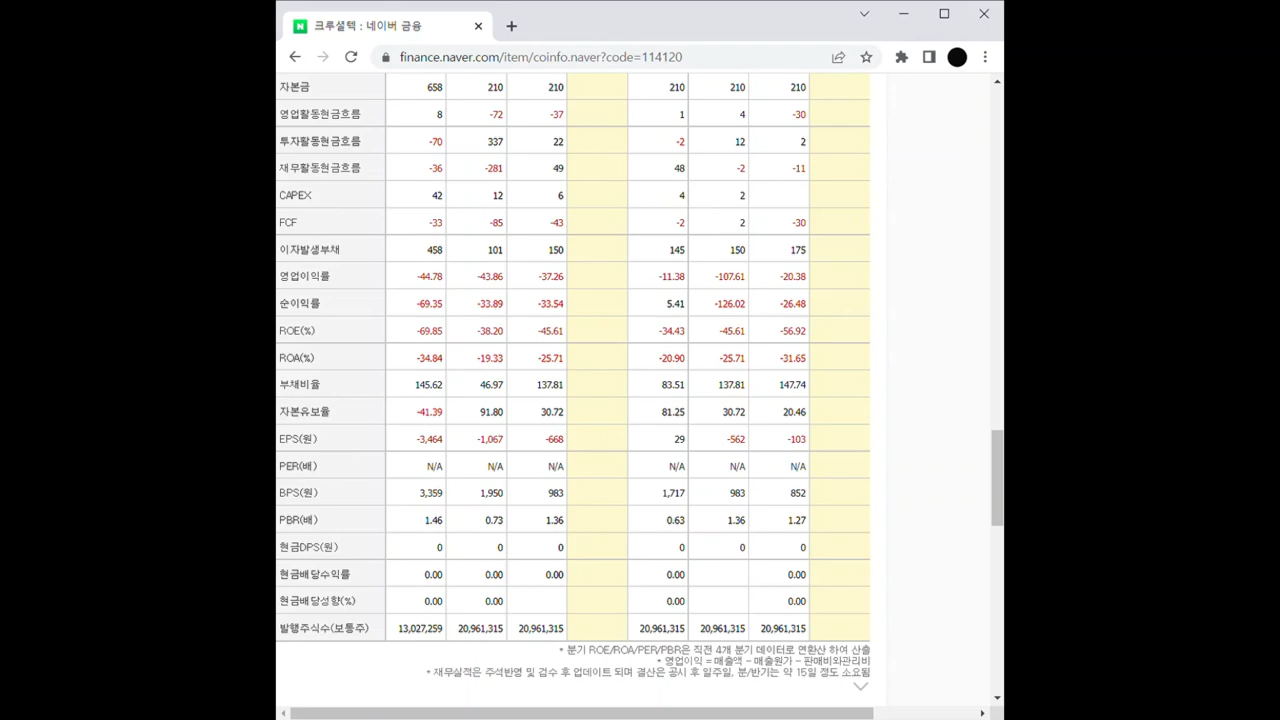 크루셜텍 : 네이버 금융
finance.naver.com/item/coinfo.naver?code=114120
자본금 658 210 210 210 210 210
영업활동현금흐름 8 -72 -37 1 4 -30
투자활동현금흐름 -70 337 22 -2 12 2
재무활동현금흐름 -36 -281 49 48 -2 -11
CAPEX 42 12 6 4 2
FCF -33 -85 -43 -2 2 -30
이자발생부채 458 101 150 145 150 175
영업이익률 -44.78 -43.86 -37.26 -11.38 -107.61 -20.38
순이익률 -69.35 -33.89 -33.54 5.41 -126.02 -26.48
ROE(%) -69.85 -38.20 -45.61 -34.43 -45.61 -56.92
ROA(%) -34.84 -19.33 -25.71 -20.90 -25.71 -31.65
부채비율 145.62 46.97 137.81 83.51 137.81 147.74
자본유보율 -41.39 91.80 30.72 81.25 30.72 20.46
EPS(원) -3,464 -1,067 -668 29 -562 -103
PER(배) N/A N/A N/A N/A N/A N/A
BPS(원) 3,359 1,950 983 1,717 983 852
PBR(배) 1.46 0.73 1.36 0.63 1.36 1.27
현금DPS(원) 0 0 0 0 0 0
현금배당수익률 0.00 0.00 0.00 0.00 0.00
현금배당성향(%) 0.00 0.00 0.00 0.00
발행주식수(보통주) 13,027,259 20,961,315 20,961,315 20,961,315 20,961,315 20,961,315
* 분기 ROE/ROA/PER/PBR은 직전 4개 분기 데이터로 연환산 하여 산출
* 영업이익 = 매출액 - 매출원가 - 판매비와관리비
* 재무실적은 주석반영 및 검수 후 업데이트 되며 결산은 공시 후 일주일, 분/반기는 약 15일 정도 소요됨